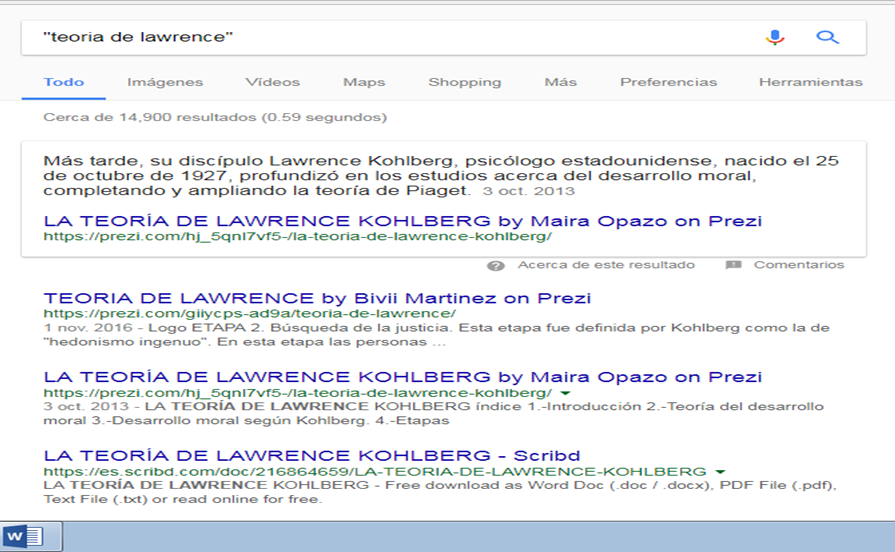 "teoria de lawrence"
Todo Imágenes Vídeos Maps Shopping Más Preferencias Herramientas
Cerca de 14,900 resultados (0.59 segundos)
Más tarde, su discípulo Lawrence Kohlberg, psicólogo estadounidense, nacido el 25
de octubre de 1927, profundizó en los estudios acerca del desarrollo moral,
completando y ampliando la teoría de Piaget. 3 oct. 2013
LA TEORÍA DE LAWRENCE KOHLBERG by Maira Opazo on Prezi
https://prezi.com/hj_5qnl7vf5-/la-teoria-de-lawrence-kohlberg/
Acerca de este resultado Comentarios
TEORIA DE LAWRENCE by Bivii Martinez on Prezi
https://prezi.com/giiycps-ad9a/teoria-de-lawrence/
1 nov. 2016 - Logo ETAPA 2. Búsqueda de la justicia. Esta etapa fue definida por Kohlberg como la de
"hedonismo ingenuo". En esta etapa las personas ...
LA TEORÍA DE LAWRENCE KOHLBERG by Maira Opazo on Prezi
https://prezi.com/hj_5qnl7vf5-/la-teoria-de-lawrence-kohlberg/
3 oct. 2013 - LA TEORÍA DE LAWRENCE KOHLBERG índice 1.-Introducción 2.-Teoría del desarrollo
moral 3.-Desarrollo moral según Kohlberg. 4.-Etapas
LA TEORÍA DE LAWRENCE KOHLBERG - Scribd
https://es.scribd.com/doc/216864659/LA-TEORIA-DE-LAWRENCE-KOHLBERG
LA TEORÍA DE LAWRENCE KOHLBERG - Free download as Word Doc (.doc / .docx), PDF File (.pdf),
Text File (.txt) or read online for free.
W